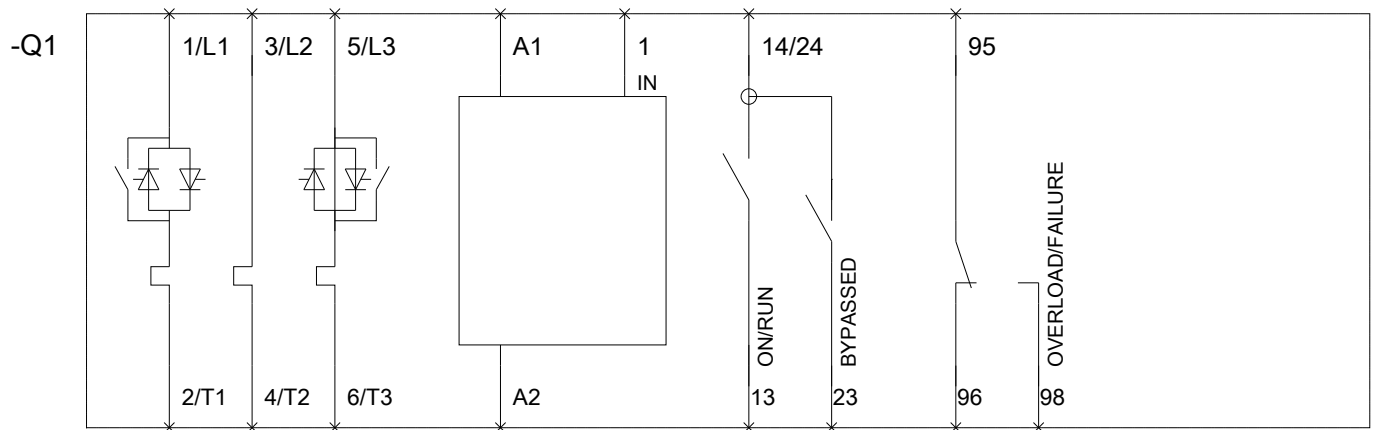 -Q1
1/L1 3/L2 5/L3 A1 1 14/24 95
IN
ON/RUN
BYPASSED
OVERLOAD/FAILURE
2/T1 4/T2 6/T3 A2 13 23 96 98